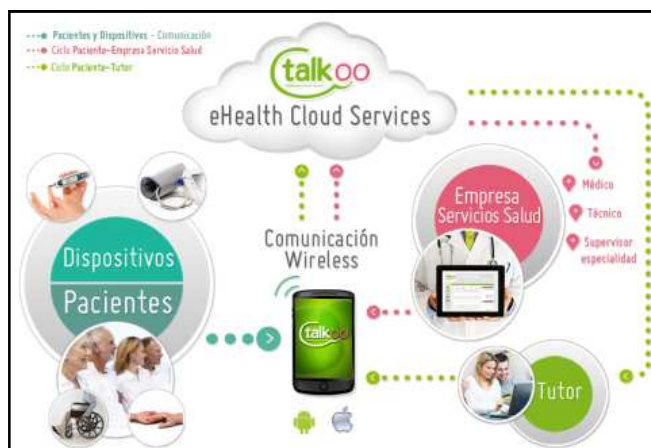 Pacientes y Dispositivos - Comunicación
Ciclo Paciente-Empresa Servicio Salud
Ciclo Paciente-Tutor
talkoo
eHealth Cloud Services
Empresa
Servicios Salud
Médico
Técnico
Supervisor
especialidad
Comunicación
Wireless
Dispositivos
Pacientes
talkoo
Tutor